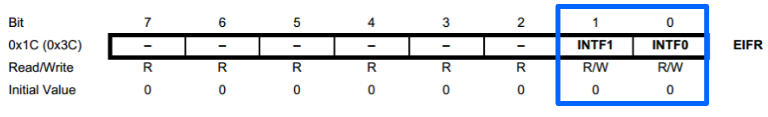 Bit 7 6 5 4 3 2 1 0
0x1C (0x3C) – – – – – – INTF1 INTF0 EIFR
Read/Write R R R R R R R/W R/W
Initial Value 0 0 0 0 0 0 0 0